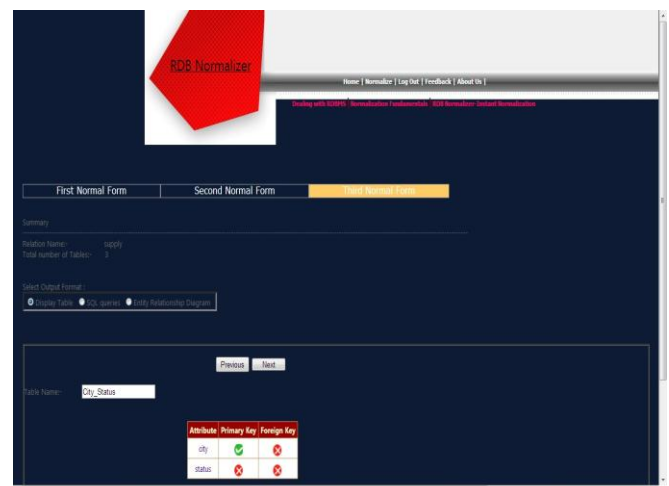 RDB Normalizer
Home | Normalize | Log Out | Feedback | About Us |
Dealing with RDBMS | Normalization Fundamentals | RDB Normalizer-Instant Normalization
First Normal Form Second Normal Form Third Normal Form
Summary
Relation Name:- supply
Total number of Tables:- 3
Select Output Format :
Display Table SQL queries Entity Relationship Diagram
Previous Next
Table Name:- City_Status
Attribute Primary Key Foreign Key
city
status